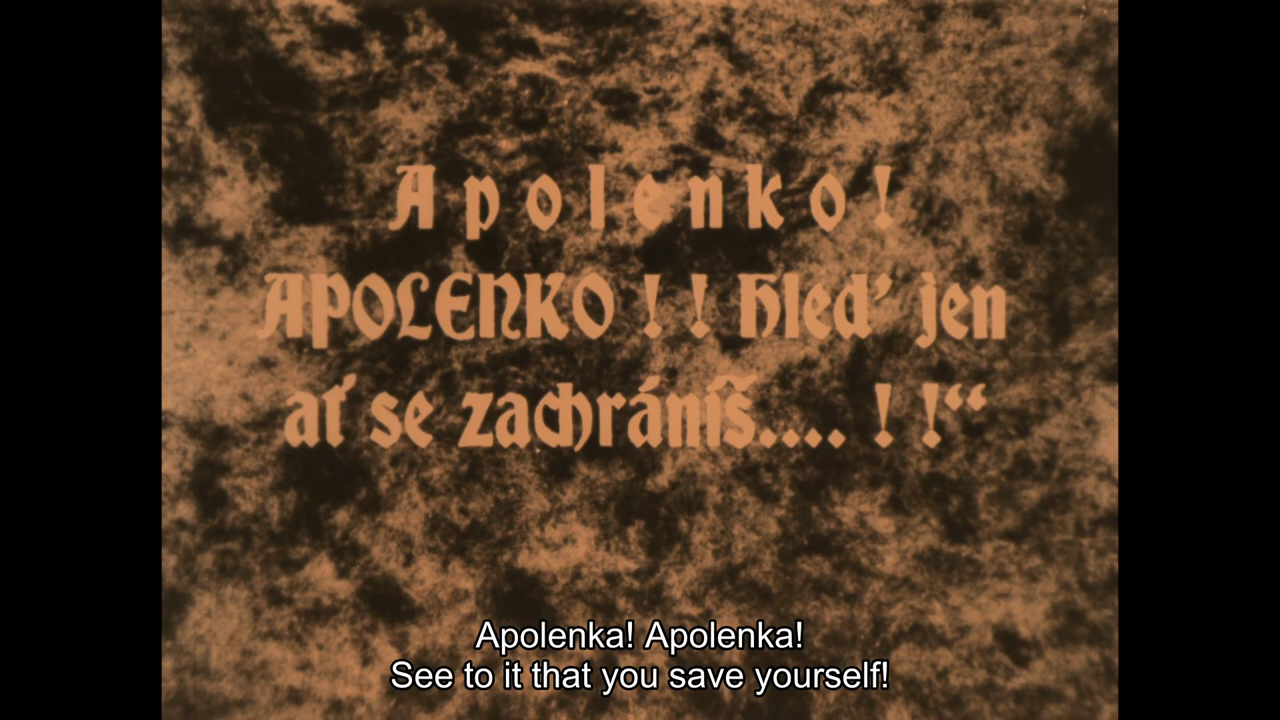 Apolenko!
APOLENKO!! Hleď jen
ať se zachráníš....!!“
Apolenka! Apolenka!
See to it that you save yourself!